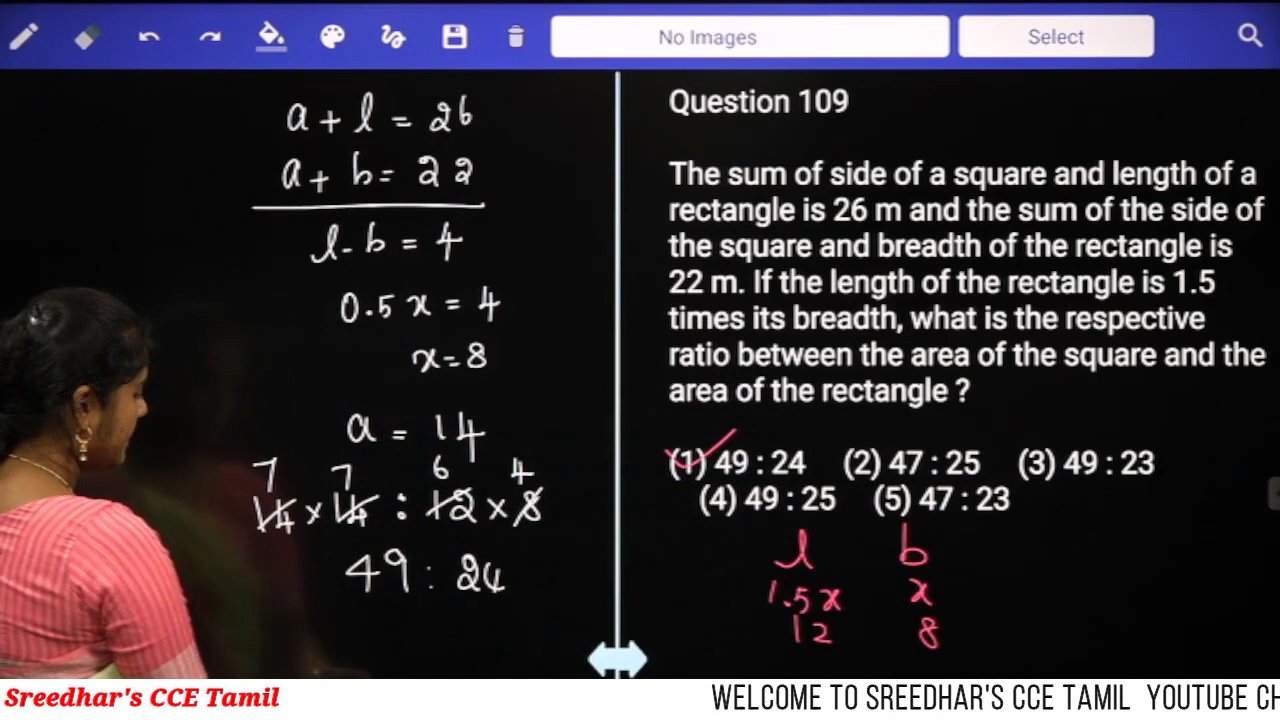 No Images
Select
a + l = 26
a + b = 22
l - b = 4
0.5 x = 4
x = 8
a = 14
7 7 6 4
14 × 14 : 12 × 8
49 : 24
Question 109
The sum of side of a square and length of a
rectangle is 26 m and the sum of the side of
the square and breadth of the rectangle is
22 m. If the length of the rectangle is 1.5
times its breadth, what is the respective
ratio between the area of the square and the
area of the rectangle ?
(1) 49 : 24 (2) 47 : 25 (3) 49 : 23
(4) 49 : 25 (5) 47 : 23
l b
1.5 x x
12 8
Sreedhar's CCE Tamil
WELCOME TO SREEDHAR'S CCE TAMIL YOUTUBE CH